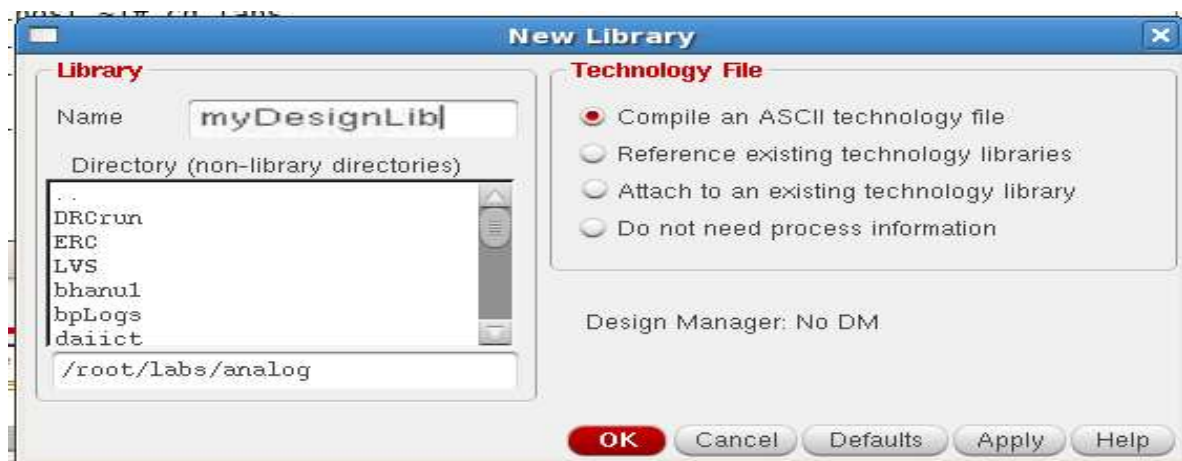 New Library
Library
Name myDesignLib
Directory (non-library directories)
..
DRCrun
ERC
LVS
bhanu1
bpLogs
daiict
/root/labs/analog
Technology File
Compile an ASCII technology file
Reference existing technology libraries
Attach to an existing technology library
Do not need process information
Design Manager: No DM
OK Cancel Defaults Apply Help